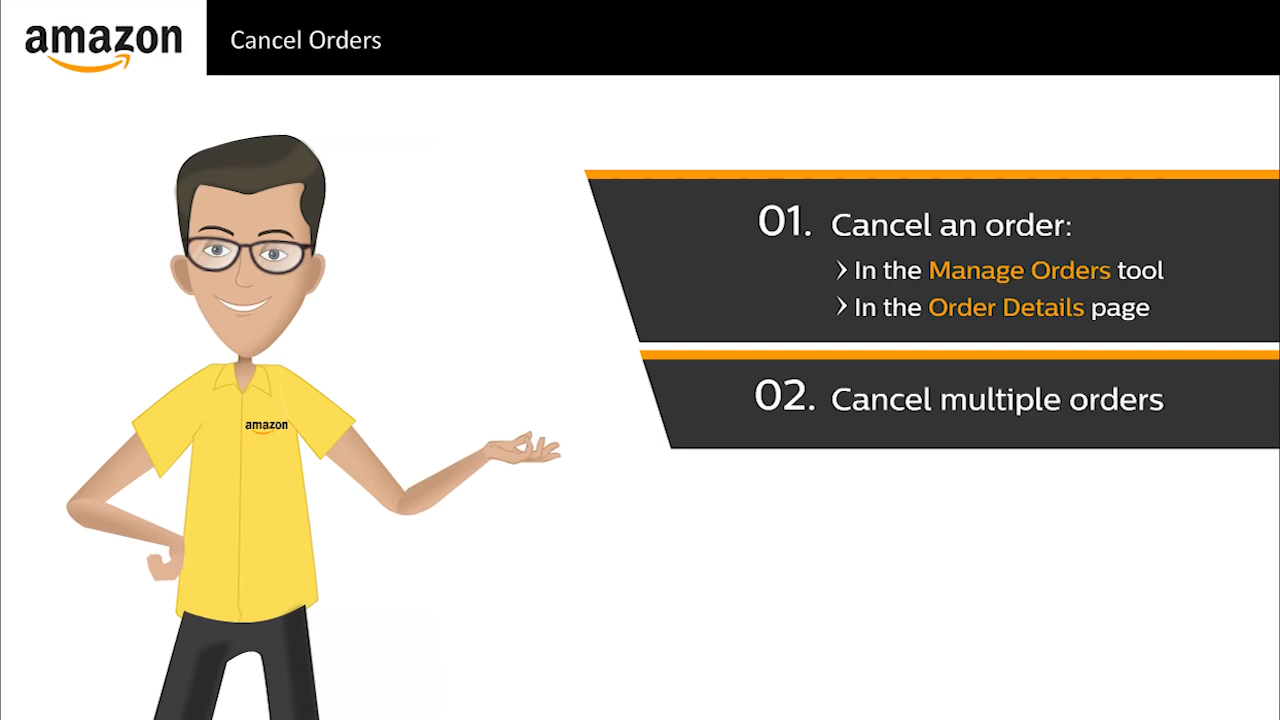 amazon
Cancel Orders
01. Cancel an order:
In the Manage Orders tool
In the Order Details page
02. Cancel multiple orders
amazon